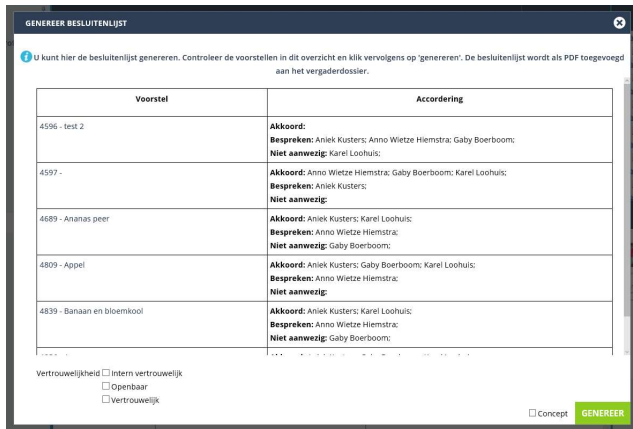 GENEREER BESLUITENLIJST
U kunt hier de besluitenlijst genereren. Controleer de voorstellen in dit overzicht en klik vervolgens op 'genereren'. De besluitenlijst wordt als PDF toegevoegd
aan het vergaderdossier.
Voorstel
Accordering
4596 - test 2
Akkoord:
Bespreken: Aniek Kusters; Anno Wietze Hiemstra; Gaby Boerboom;
Niet aanwezig: Karel Loohuis;
4597 -
Akkoord: Anno Wietze Hiemstra; Gaby Boerboom; Karel Loohuis;
Bespreken: Aniek Kusters;
Niet aanwezig:
4689 - Ananas peer
Akkoord: Aniek Kusters; Karel Loohuis;
Bespreken: Anno Wietze Hiemstra;
Niet aanwezig: Gaby Boerboom;
4809 - Appel
Akkoord: Aniek Kusters; Gaby Boerboom; Karel Loohuis;
Bespreken: Anno Wietze Hiemstra;
Niet aanwezig:
4839 - Banaan en bloemkool
Akkoord: Aniek Kusters; Karel Loohuis;
Bespreken: Anno Wietze Hiemstra;
Niet aanwezig: Gaby Boerboom;
Vertrouwelijkheid Intern vertrouwelijk
Openbaar
Vertrouwelijk
Concept GENEREER